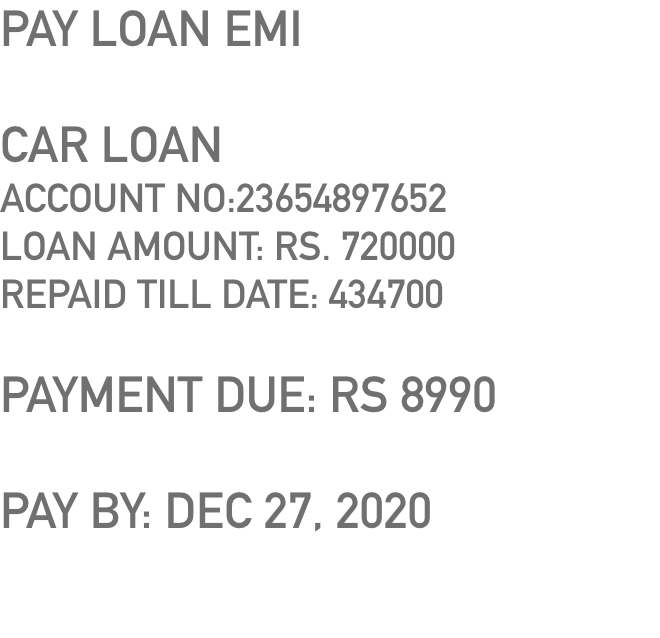 PAY LOAN EMI
CAR LOAN
ACCOUNT NO:23654897652
LOAN AMOUNT: RS. 720000
REPAID TILL DATE: 434700
PAYMENT DUE: RS 8990
PAY BY: DEC 27, 2020